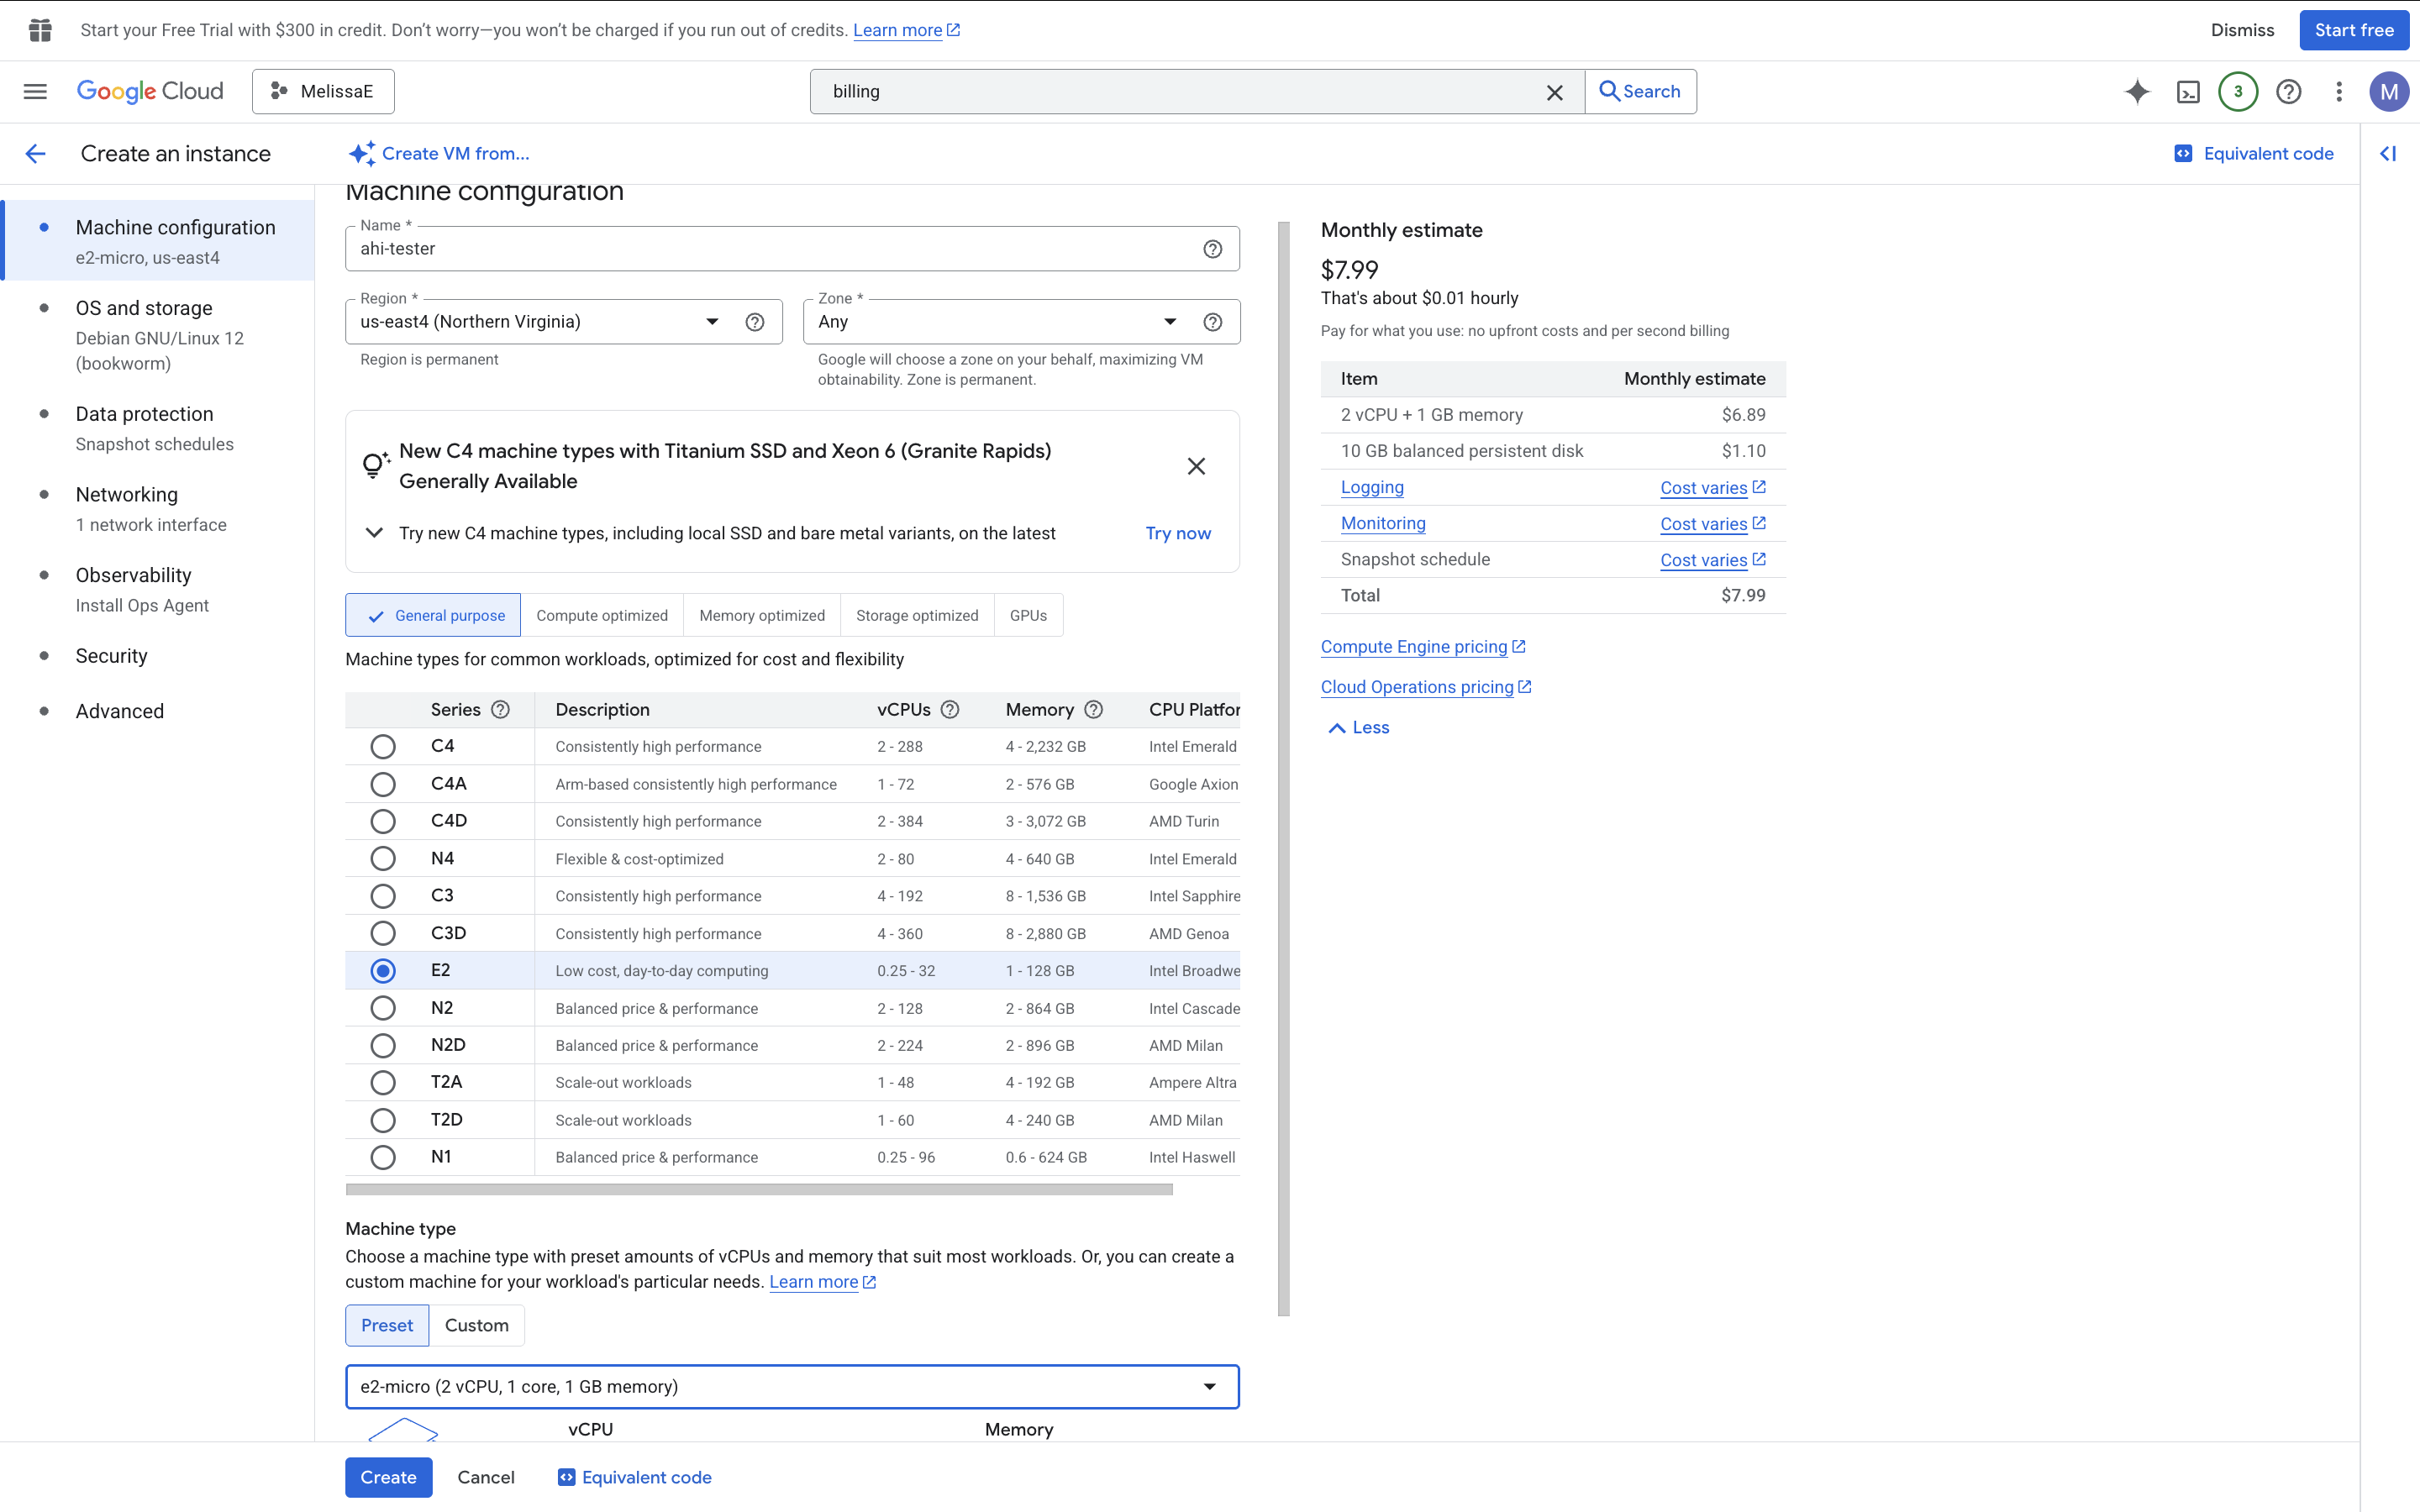 Start your Free Trial with $300 in credit. Don’t worry—you won’t be charged if you run out of credits. Learn more
Dismiss
Start free
Google Cloud
MelissaE
billing
Search
3
M
Create an instance
Create VM from...
Equivalent code
Machine configuration
e2-micro, us-east4
OS and storage
Debian GNU/Linux 12
(bookworm)
Data protection
Snapshot schedules
Networking
1 network interface
Observability
Install Ops Agent
Security
Advanced
Machine configuration
Name *
ahi-tester
Region *
us-east4 (Northern Virginia)
Region is permanent
Zone *
Any
Google will choose a zone on your behalf, maximizing VM
obtainability. Zone is permanent.
New C4 machine types with Titanium SSD and Xeon 6 (Granite Rapids)
Generally Available
Try new C4 machine types, including local SSD and bare metal variants, on the latest
Try now
General purpose
Compute optimized
Memory optimized
Storage optimized
GPUs
Machine types for common workloads, optimized for cost and flexibility
Series Description vCPUs Memory CPU Platfor
C4 Consistently high performance 2 - 288 4 - 2,232 GB Intel Emerald
C4A Arm-based consistently high performance 1 - 72 2 - 576 GB Google Axion
C4D Consistently high performance 2 - 384 3 - 3,072 GB AMD Turin
N4 Flexible & cost-optimized 2 - 80 4 - 640 GB Intel Emerald
C3 Consistently high performance 4 - 192 8 - 1,536 GB Intel Sapphire
C3D Consistently high performance 4 - 360 8 - 2,880 GB AMD Genoa
E2 Low cost, day-to-day computing 0.25 - 32 1 - 128 GB Intel Broadwe
N2 Balanced price & performance 2 - 128 2 - 864 GB Intel Cascade
N2D Balanced price & performance 2 - 224 2 - 896 GB AMD Milan
T2A Scale-out workloads 1 - 48 4 - 192 GB Ampere Altra
T2D Scale-out workloads 1 - 60 4 - 240 GB AMD Milan
N1 Balanced price & performance 0.25 - 96 0.6 - 624 GB Intel Haswell
Machine type
Choose a machine type with preset amounts of vCPUs and memory that suit most workloads. Or, you can create a
custom machine for your workload's particular needs. Learn more
Preset
Custom
e2-micro (2 vCPU, 1 core, 1 GB memory)
vCPU
Memory
Create
Cancel
Equivalent code
Monthly estimate
$7.99
That's about $0.01 hourly
Pay for what you use: no upfront costs and per second billing
Item Monthly estimate
2 vCPU + 1 GB memory $6.89
10 GB balanced persistent disk $1.10
Logging Cost varies
Monitoring Cost varies
Snapshot schedule Cost varies
Total $7.99
Compute Engine pricing
Cloud Operations pricing
Less